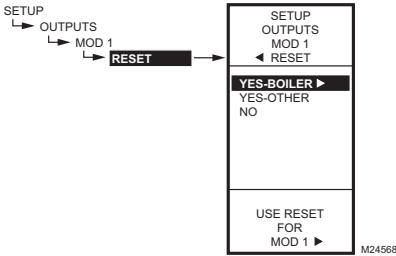 SETUP
OUTPUTS
MOD 1
RESET
SETUP
OUTPUTS
MOD 1
◀ RESET
YES-BOILER ▶
YES-OTHER
NO
USE RESET
FOR
MOD 1 ▶
M24568